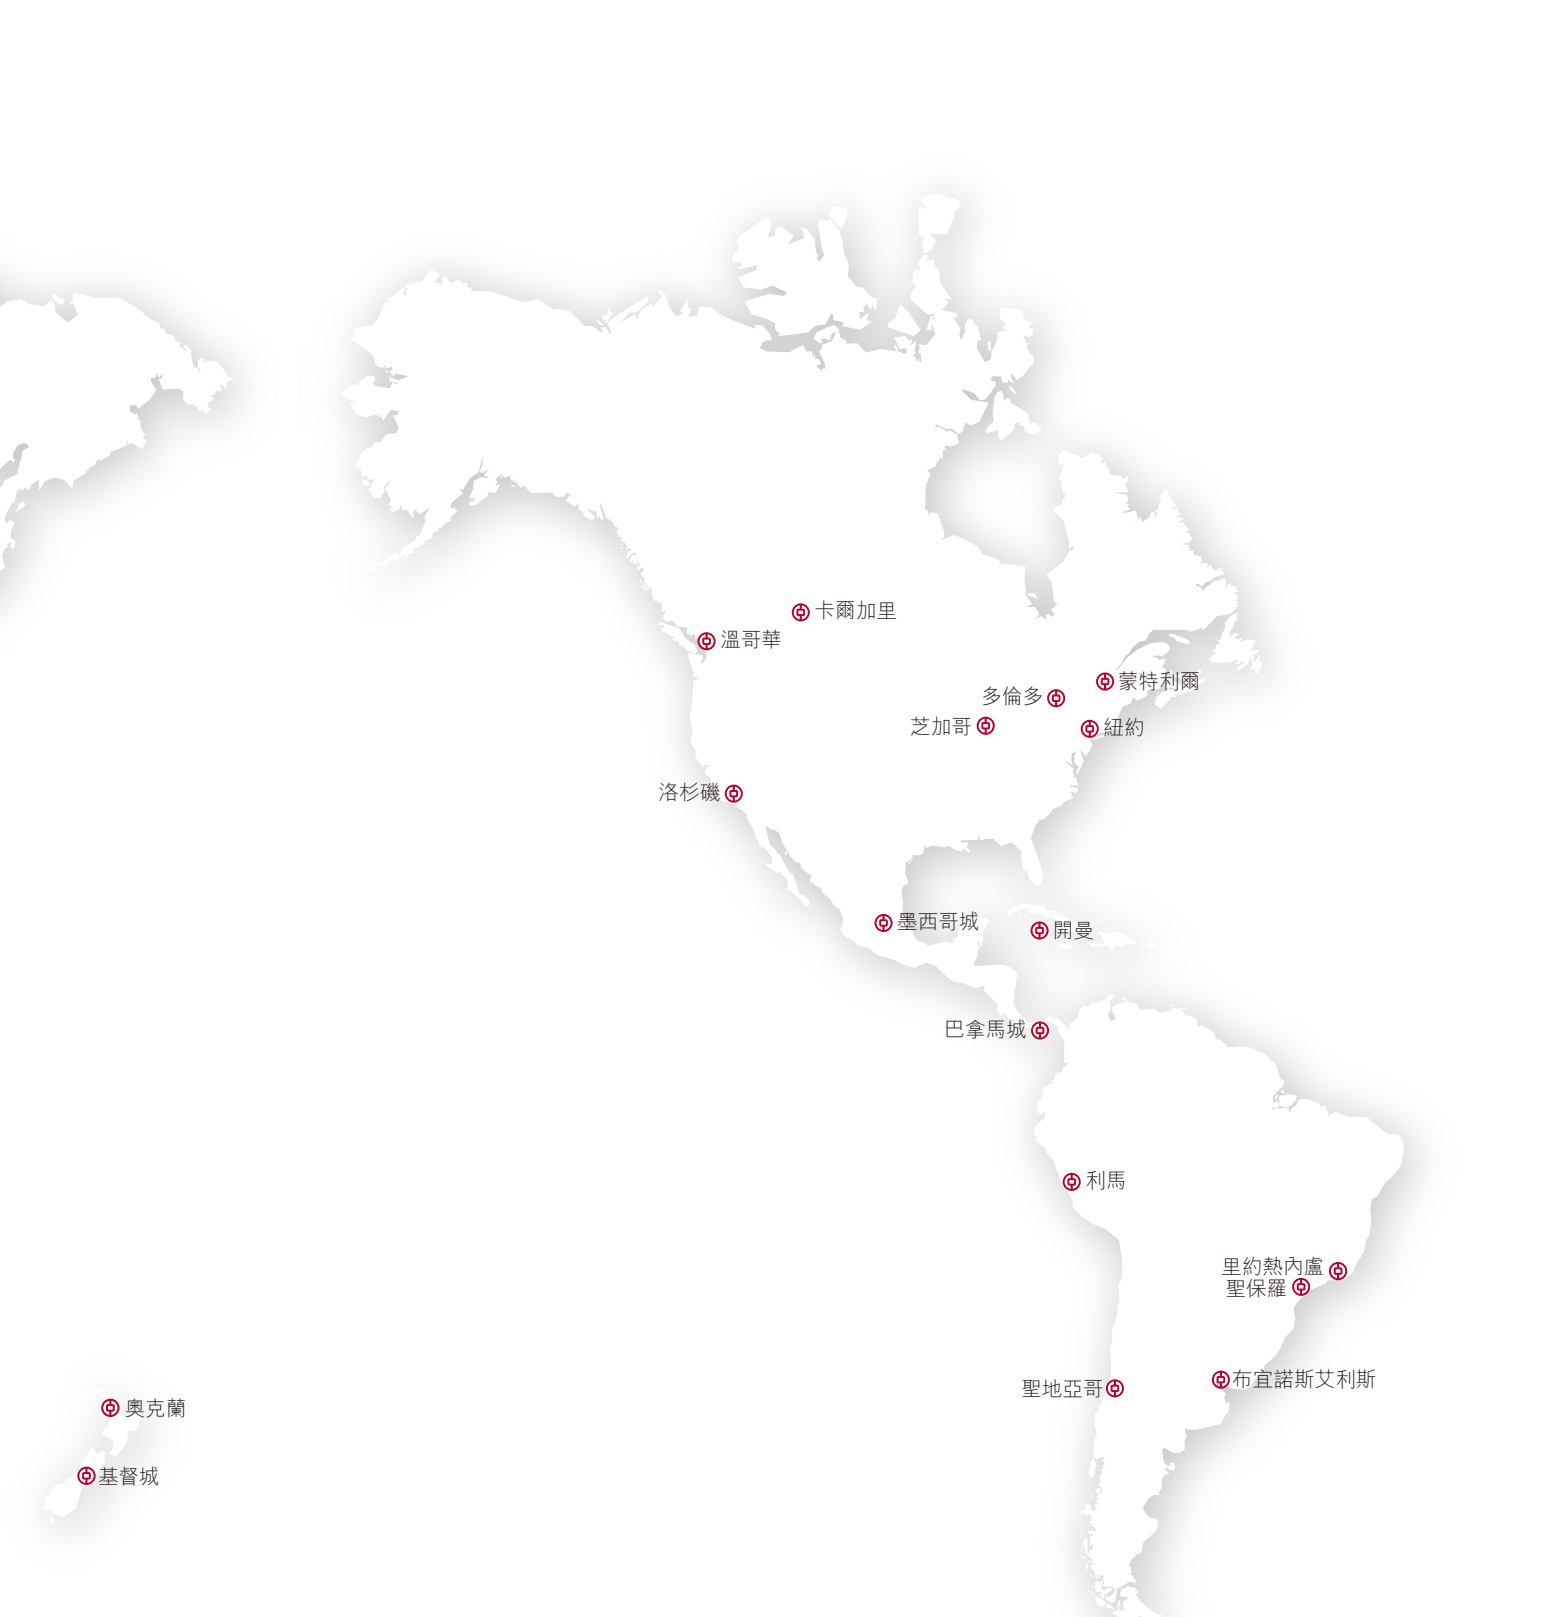 卡爾加里
溫哥華
蒙特利爾
多倫多
芝加哥
紐約
洛杉磯
墨西哥城
開曼
巴拿馬城
利馬
里約熱內盧
聖保羅
布宜諾斯艾利斯
聖地亞哥
奧克蘭
基督城